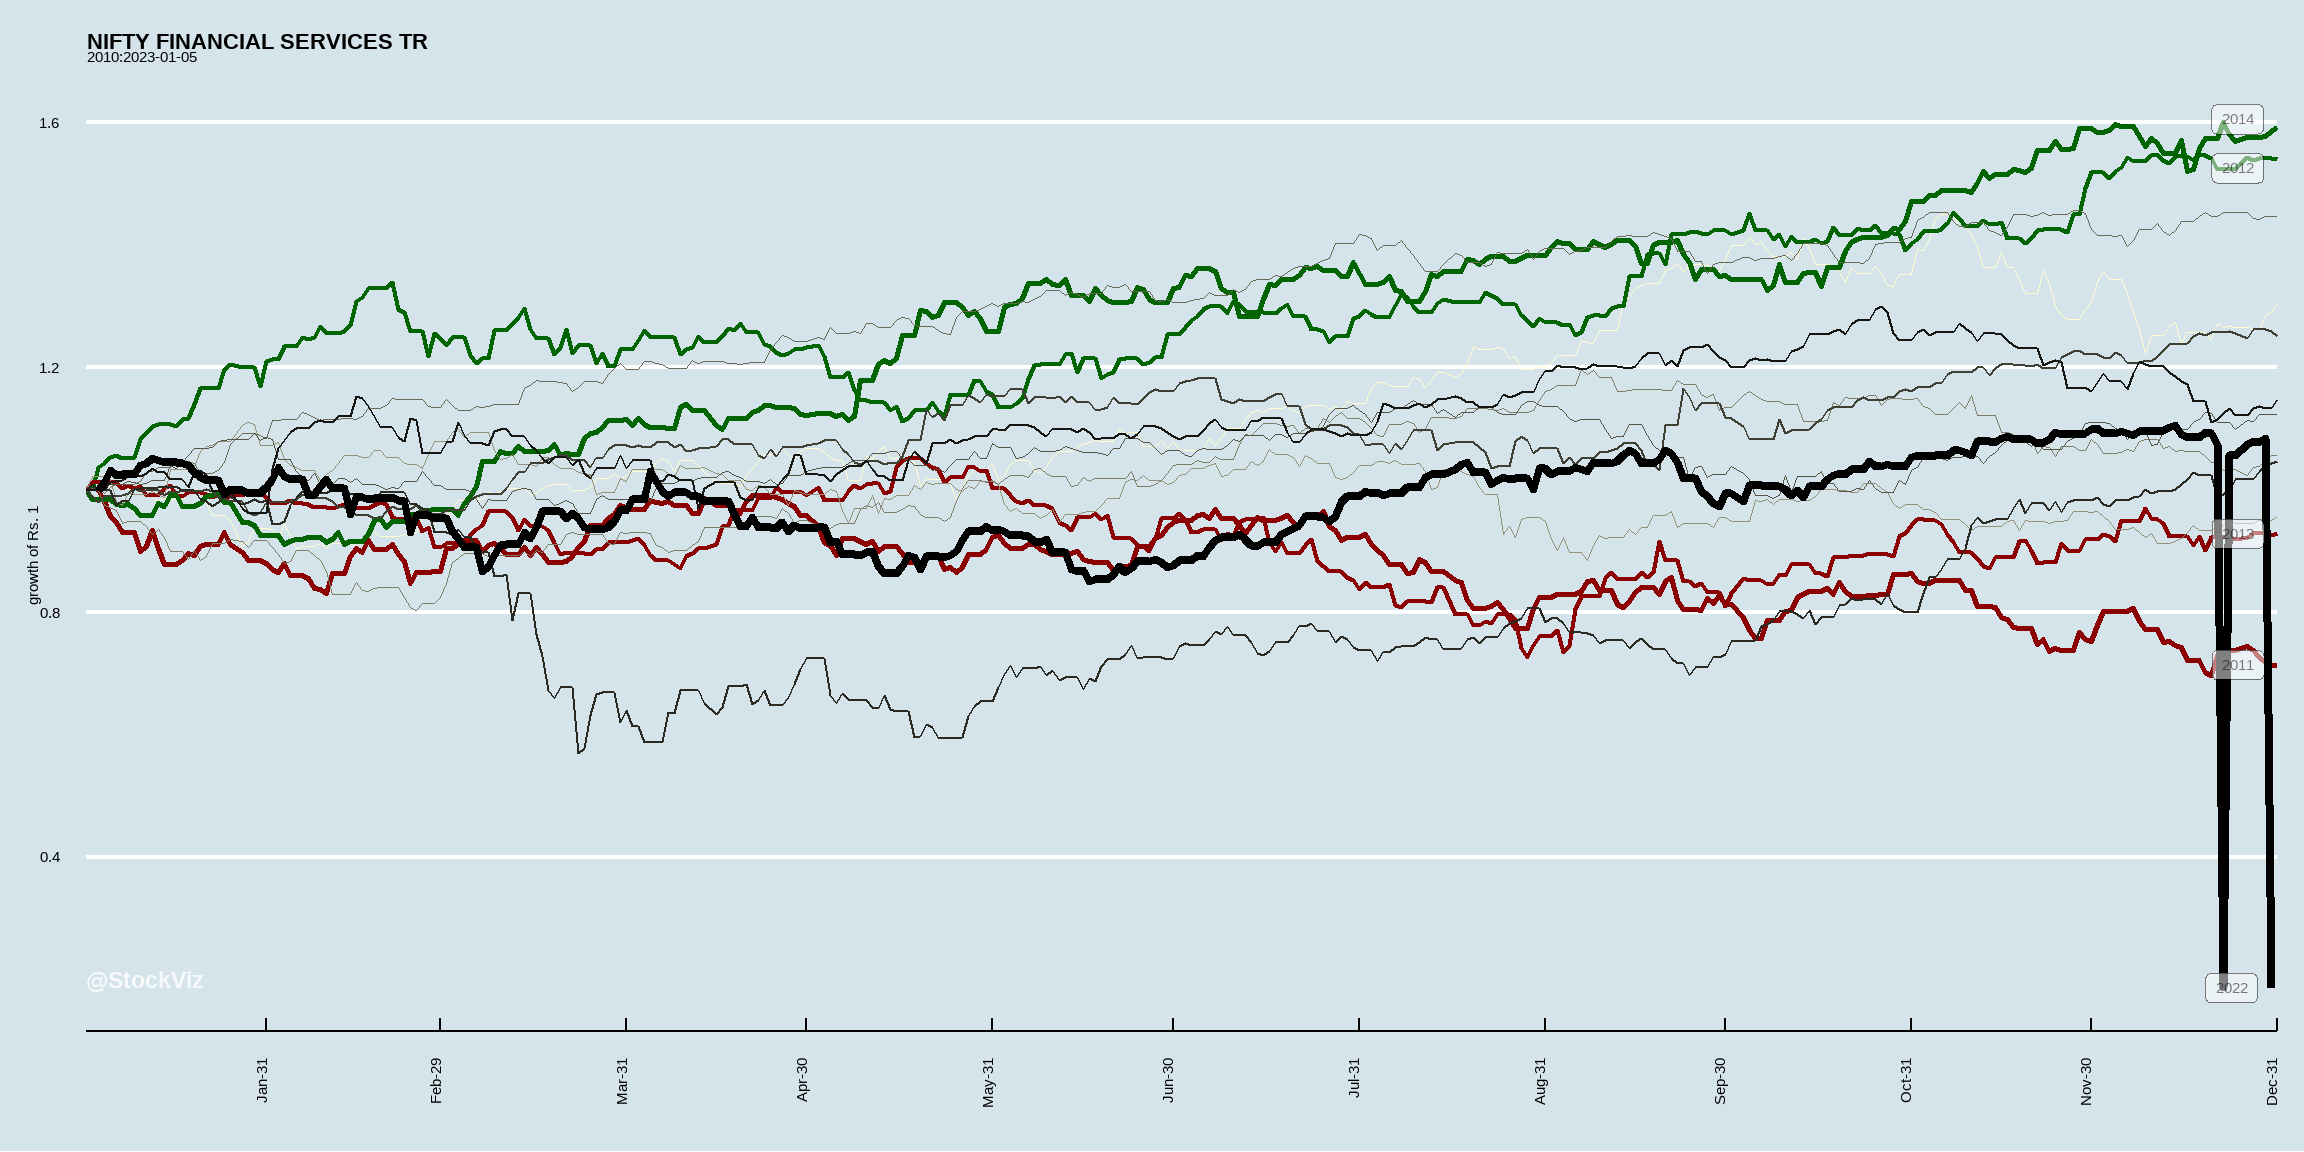 NIFTY FINANCIAL SERVICES TR
2010:2023-01-05
1.6
1.2
0.8
0.4
growth of Rs. 1
2014
2012
2013
2011
2022
@StockViz
Jan-31
Feb-29
Mar-31
Apr-30
May-31
Jun-30
Jul-31
Aug-31
Sep-30
Oct-31
Nov-30
Dec-31